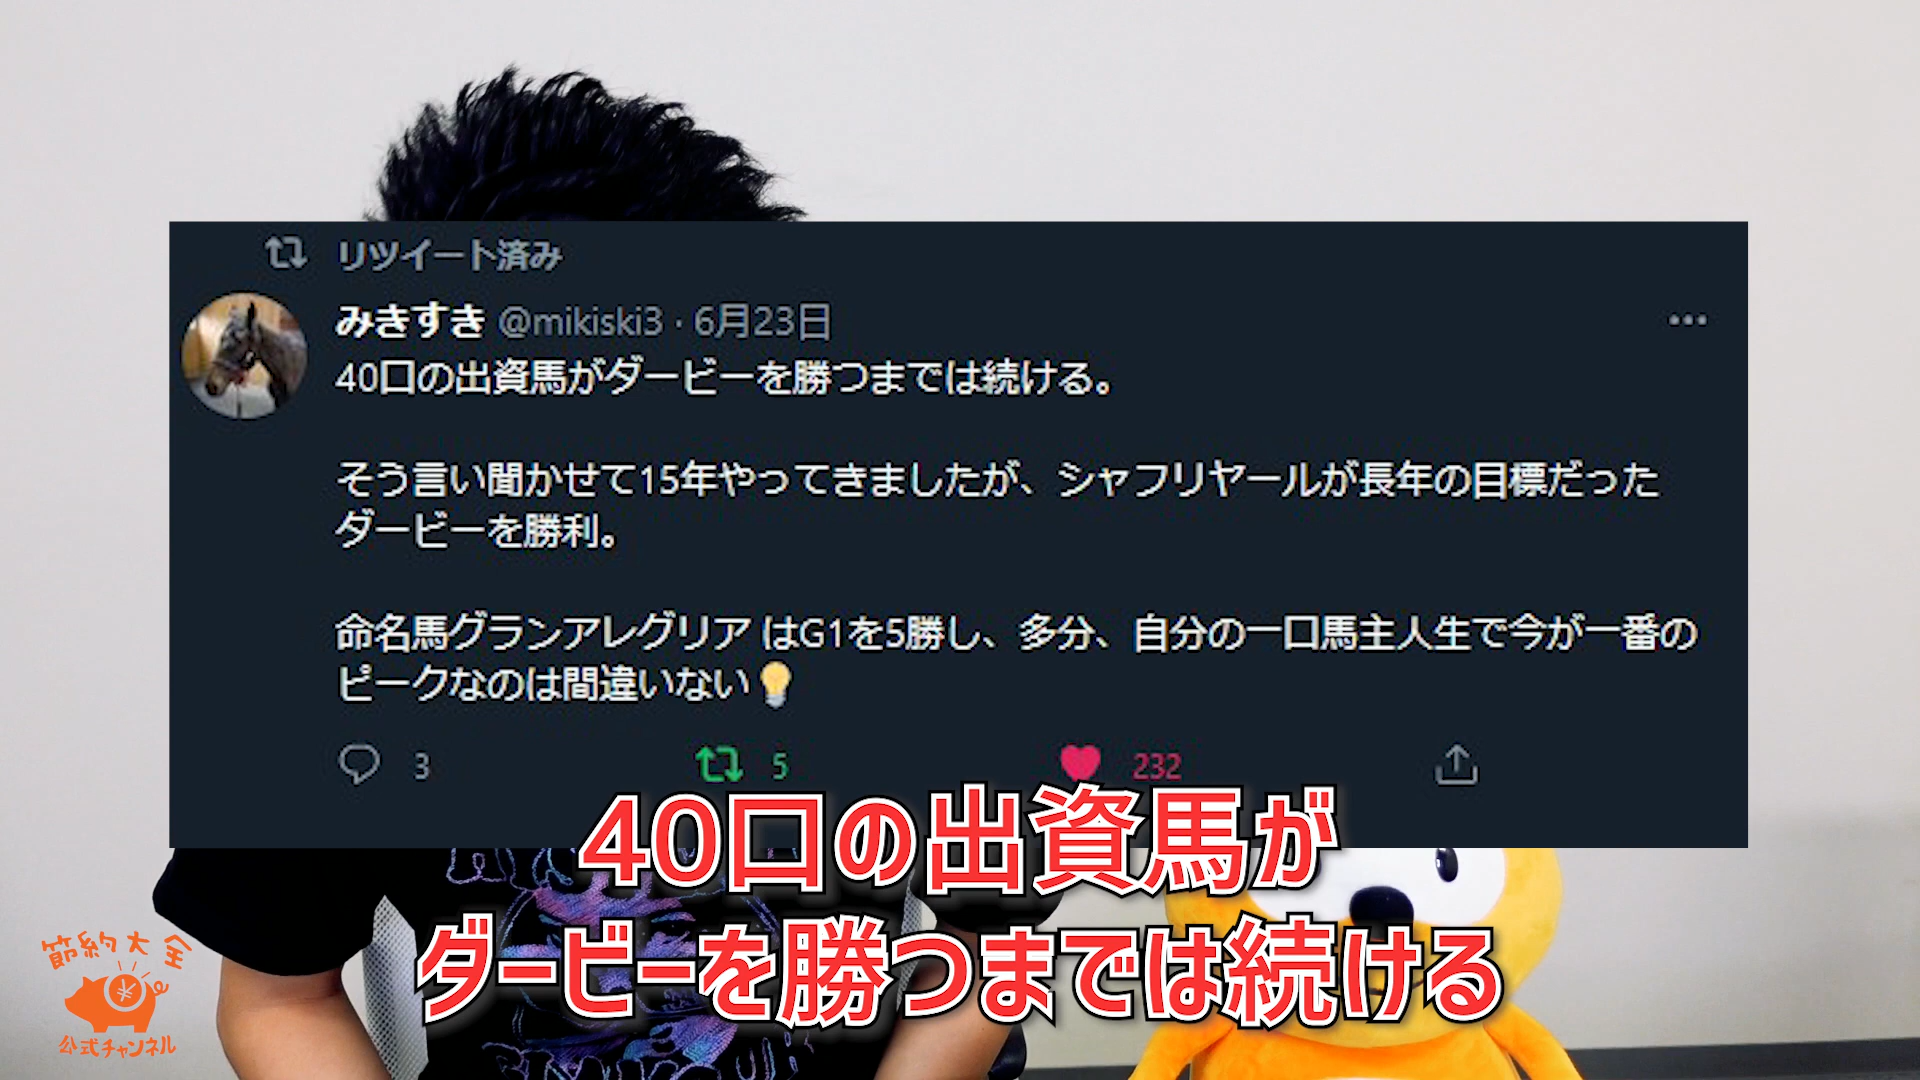 リツイート済み
みきすき @mikiski3 · 6月23日
40口の出資馬がダービーを勝つまでは続ける。
そう言い聞かせて15年やってきましたが、シャフリヤールが長年の目標だった
ダービーを勝利。
命名馬グランアレグリア はG1を5勝し、多分、自分の一口馬主人生で今が一番の
ピークなのは間違いない💡
3 5 232
40口の出資馬が
ダービーを勝つまでは続ける
節約大全
公式チャンネル